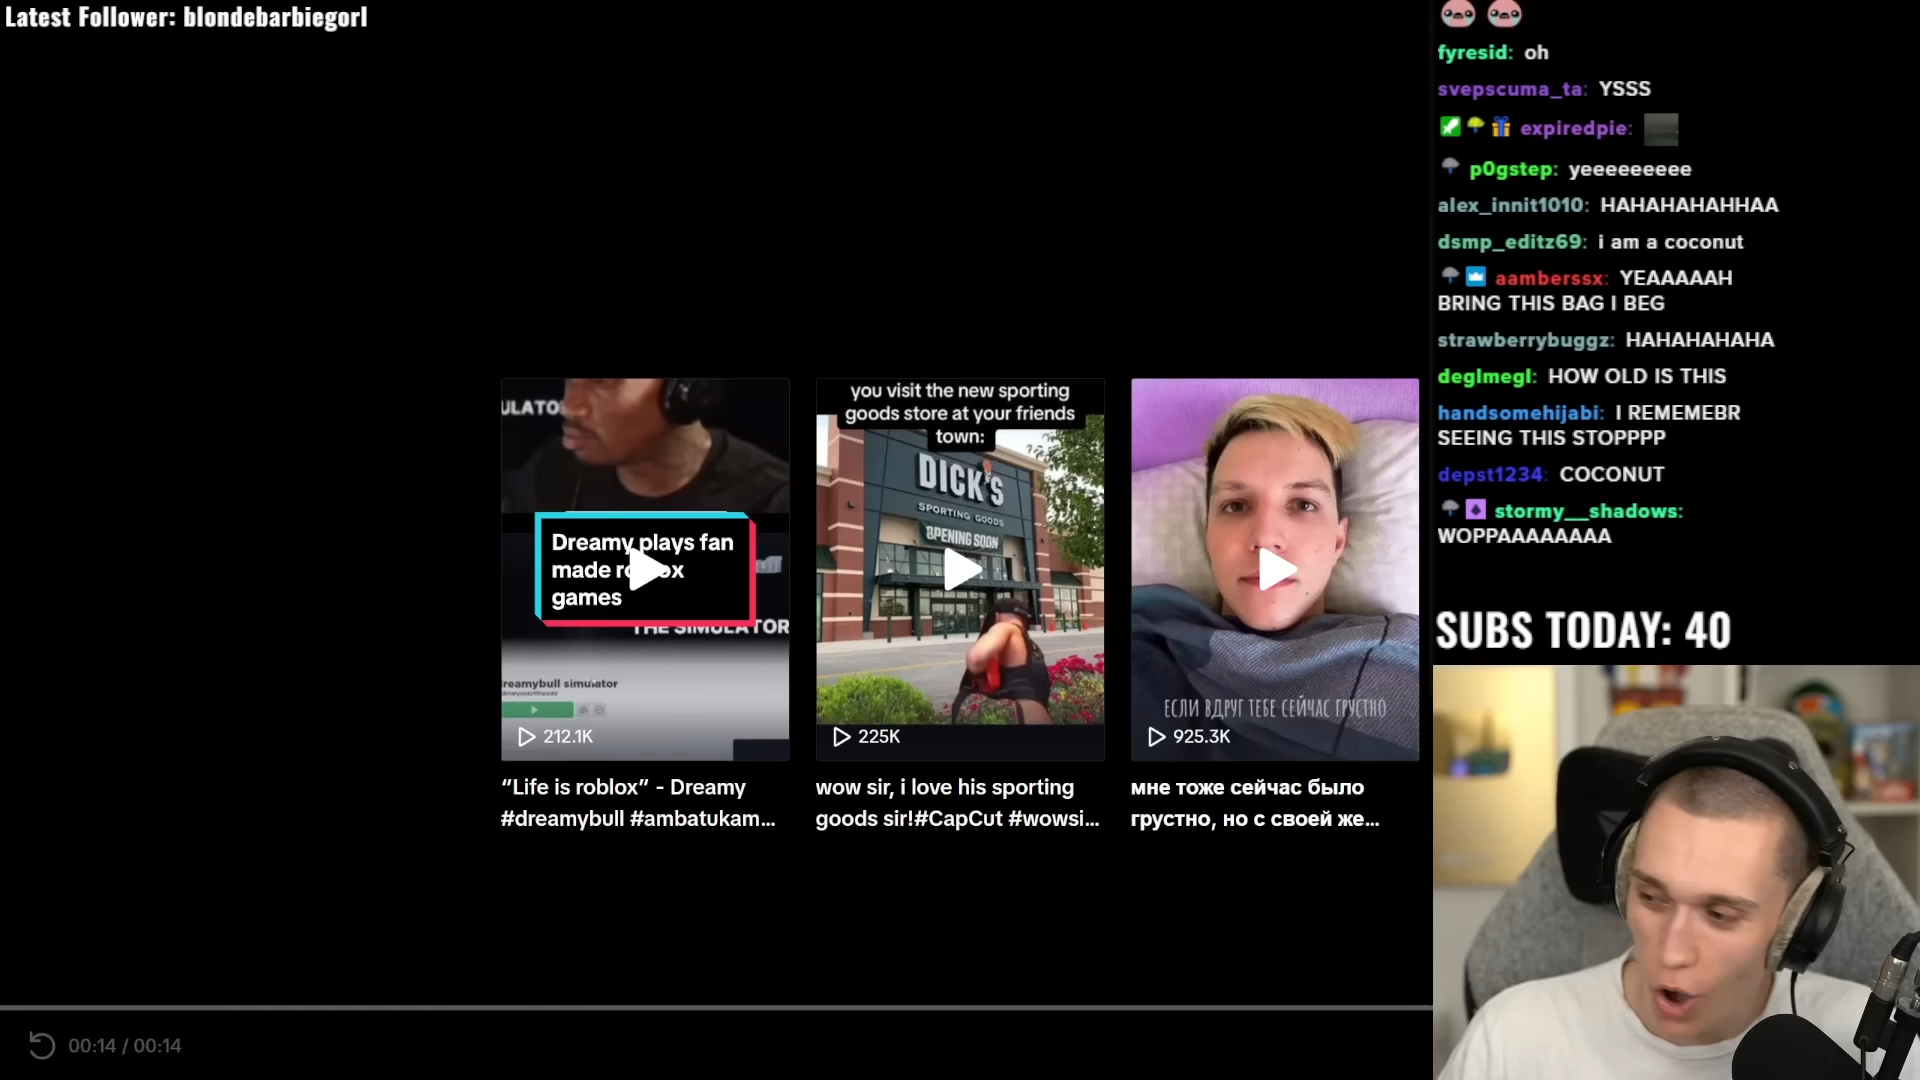 Latest Follower: blondebarbiegorl
fyresid: oh
svepscuma_ta: YSSS
expiredpie:
p0gstep: yeeeeeeeee
alex_innit1010: HAHAHAHAHHAA
dsmp_editz69: i am a coconut
aamberssx: YEAAAAAH
BRING THIS BAG I BEG
strawberrybuggz: HAHAHAHAHA
deglmegl: HOW OLD IS THIS
handsomehijabi: I REMEMEBR
SEEING THIS STOPPPP
depst1234: COCONUT
stormy__shadows:
WOPPAAAAAAAA
SUBS TODAY: 40
ULATO
Dreamy plays fan
made
games
THE SIMULATOR
reamybull simulator
212.1K
"Life is roblox" - Dreamy
#dreamybull #ambatukam...
you visit the new sporting
goods store at your friends
town:
DICK'S
SPORTING GOODS
OPENING SOON
225K
wow sir, i love his sporting
goods sir!#CapCut #wowsi...
ЕСЛИ ВДРУГ ТЕБЕ СЕЙЧАС ГРУСТНО
925.3K
мне тоже сейчас было
грустно, но с своей же...
00:14 / 00:14